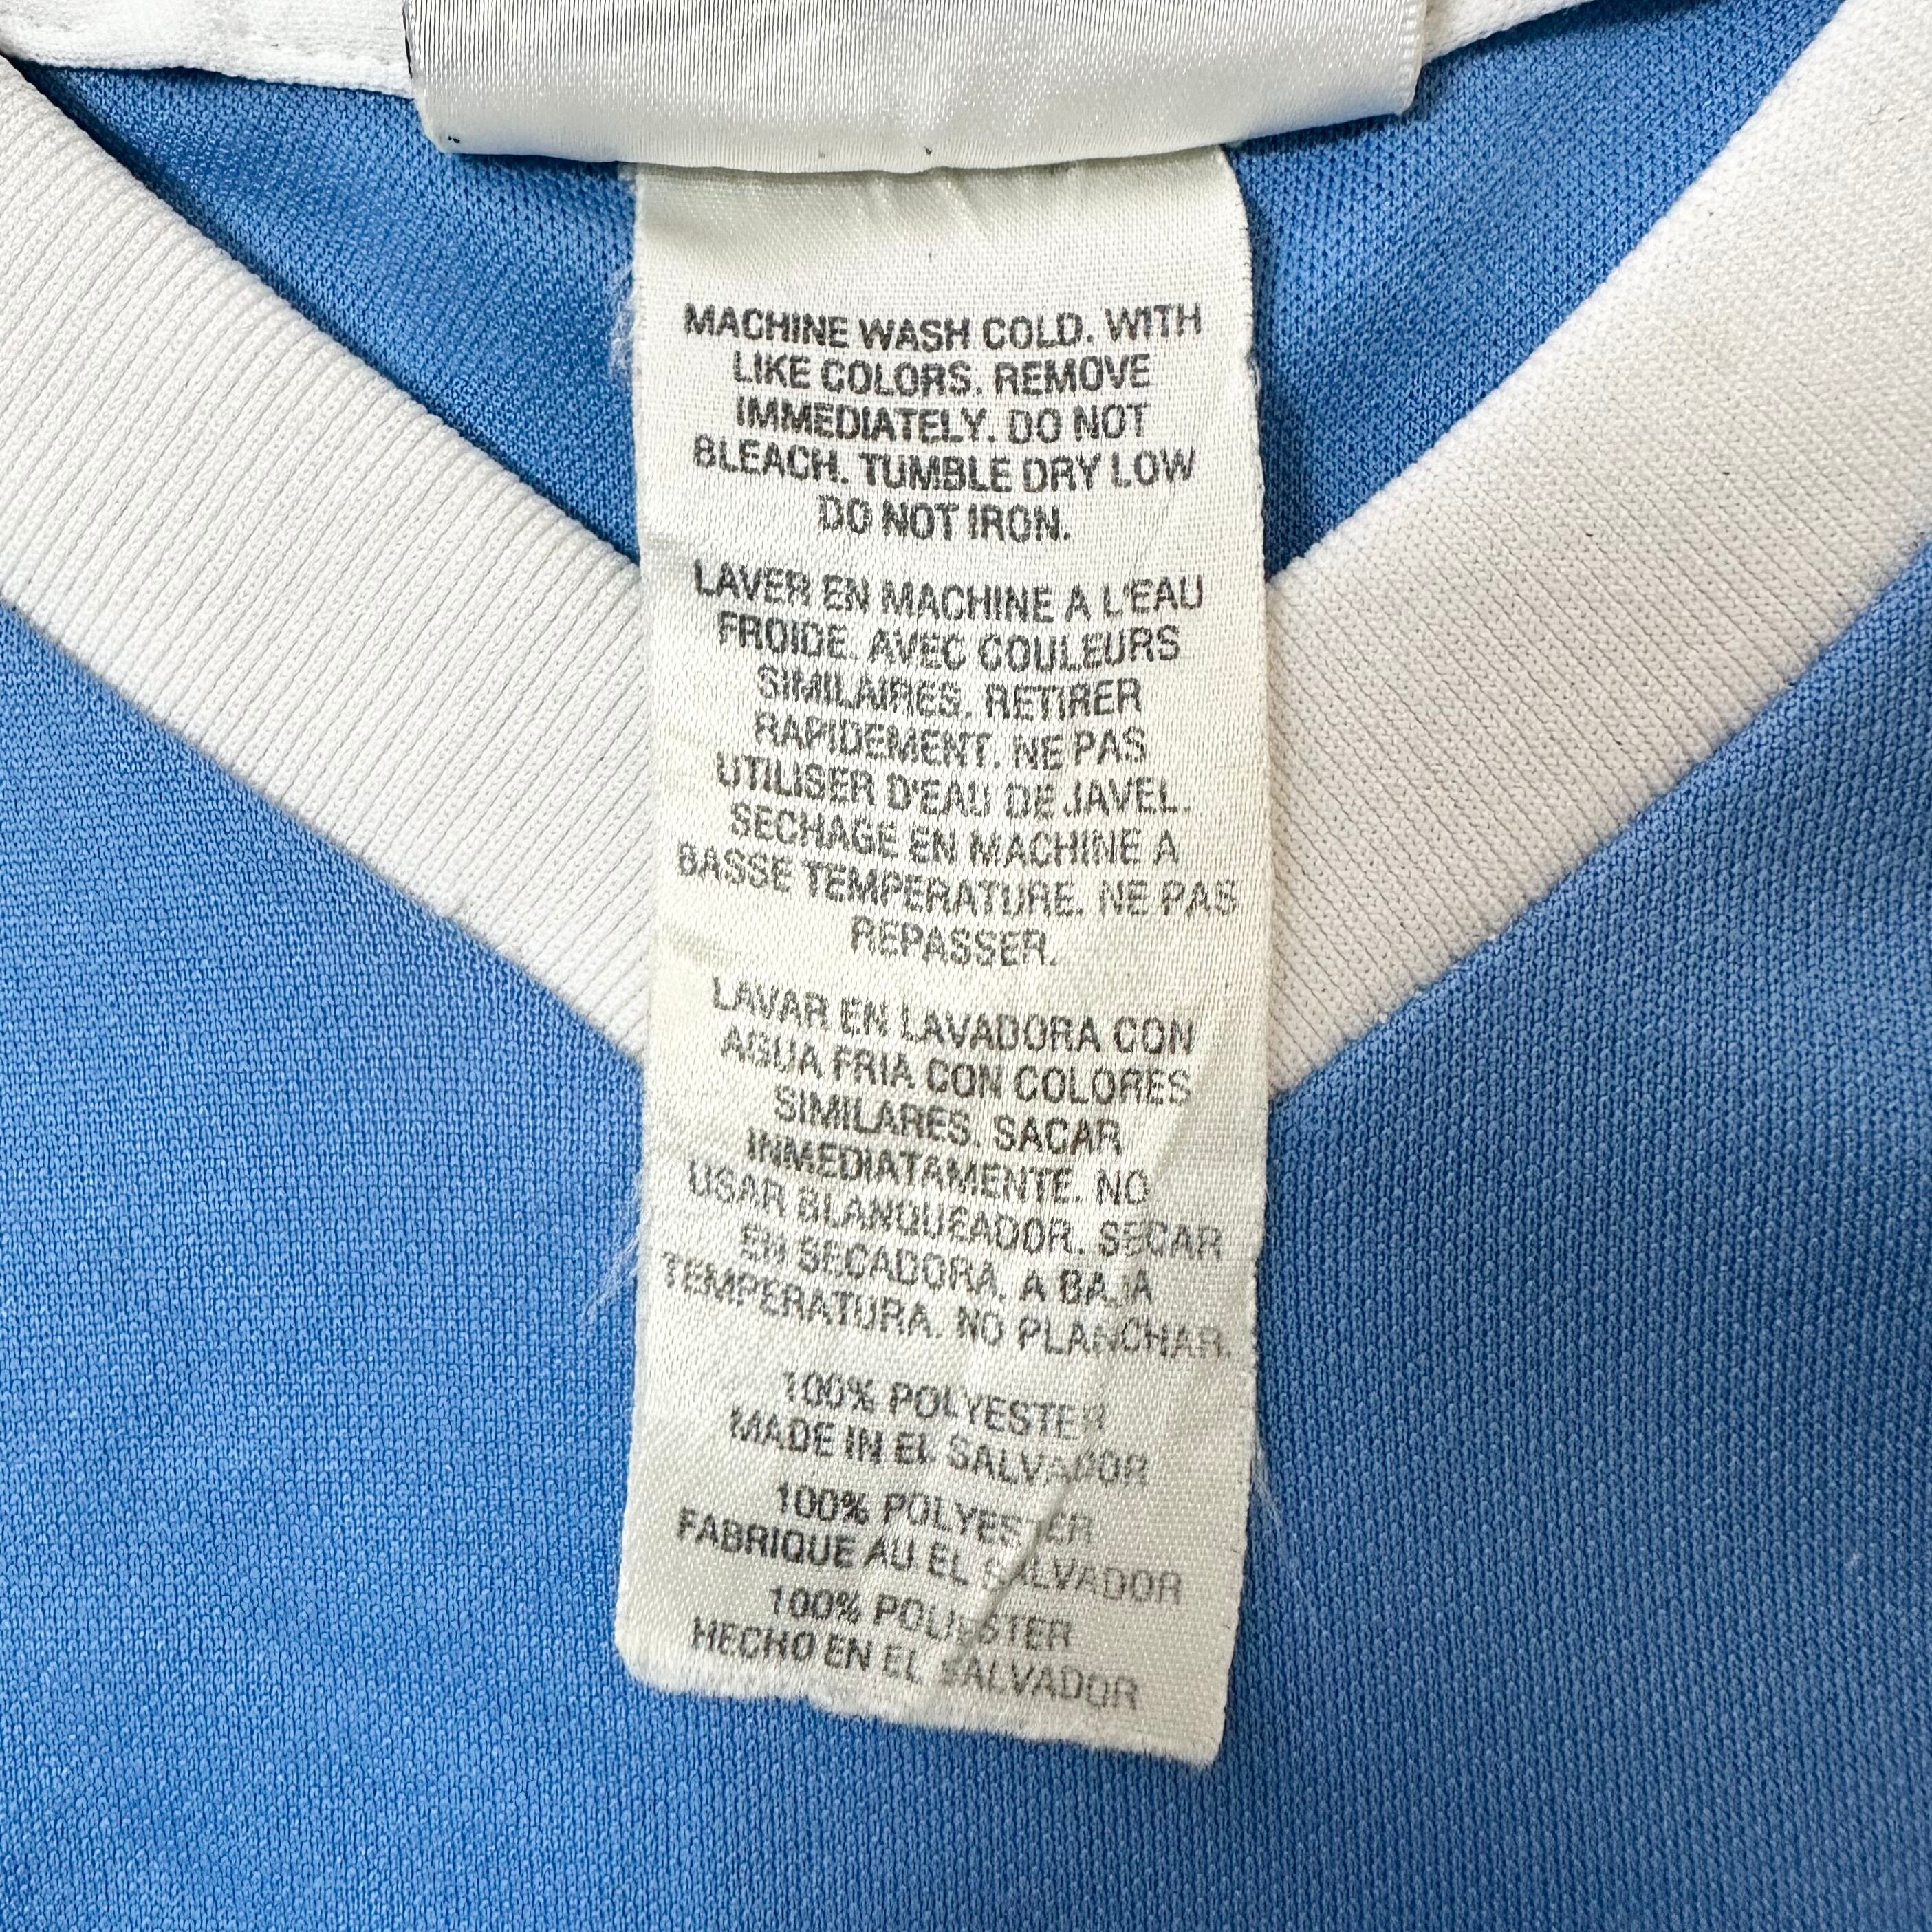 MACHINE WASH COLD. WITH
LIKE COLORS. REMOVE
IMMEDIATELY. DO NOT
BLEACH. TUMBLE DRY LOW
DO NOT IRON.
LAVER EN MACHINE A L'EAU
FROIDE. AVEC COULEURS
SIMILAIRES. RETIRER
RAPIDEMENT. NE PAS
UTILISER D'EAU DE JAVEL.
SECHAGE EN MACHINE A
BASSE TEMPERATURE. NE PAS
REPASSER.
LAVAR EN LAVADORA CON
AGUA FRIA CON COLORES
SIMILARES. SACAR
INMEDIATAMENTE. NO
USAR BLANQUEADOR. SECAR
EN SECADORA. A BAJA
TEMPERATURA. NO PLANCHAR.
100% POLYESTER
MADE IN EL SALVADOR
100% POLYESTER
FABRIQUE AU EL SALVADOR
100% POLIESTER
HECHO EN EL SALVADOR